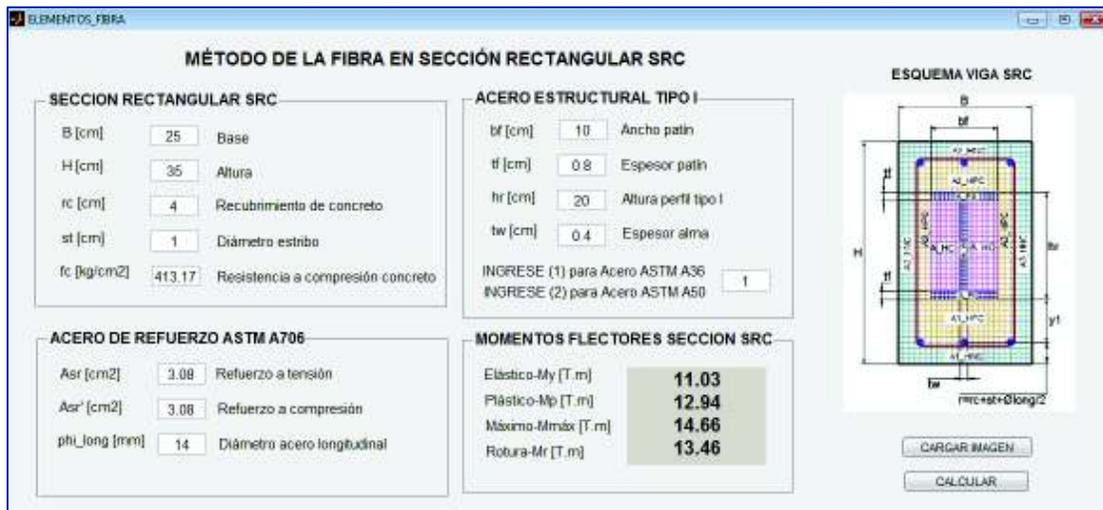 ELEMENTOS_FIBRA
MÉTODO DE LA FIBRA EN SECCIÓN RECTANGULAR SRC
SECCION RECTANGULAR SRC
B [cm] 25 Base
H [cm] 35 Altura
rc [cm] 4 Recubrimiento de concreto
st [cm] 1 Diámetro estribo
fc [kg/cm2] 413.17 Resistencia a compresión concreto
ACERO ESTRUCTURAL TIPO I
bf [cm] 10 Ancho patin
tf [cm] 0.8 Espesor patín
hr [cm] 20 Altura perfil tipo I
tw [cm] 0.4 Espesor alma
INGRESE (1) para Acero ASTM A36
INGRESE (2) para Acero ASTM A50
1
ACERO DE REFUERZO ASTM A706
Asr [cm2] 3.08 Refuerzo a tensión
Asr' [cm2] 3.08 Refuerzo a compresión
phi_long [mm] 14 Diámetro acero longitudinal
MOMENTOS FLECTORES SECCION SRC
Elástico-My [T.m] 11.03
Plástico-Mp [T.m] 12.94
Máximo-Mmáx [T.m] 14.66
Rotura-Mr [T.m] 13.46
ESQUEMA VIGA SRC
B
bf
A2_HPC
tf
H
A_HC
A_HC
tf
A1_HPC
y1
A1_HNC
tw
r=rc+st+Ølong/2
CARGAR IMAGEN
CALCULAR